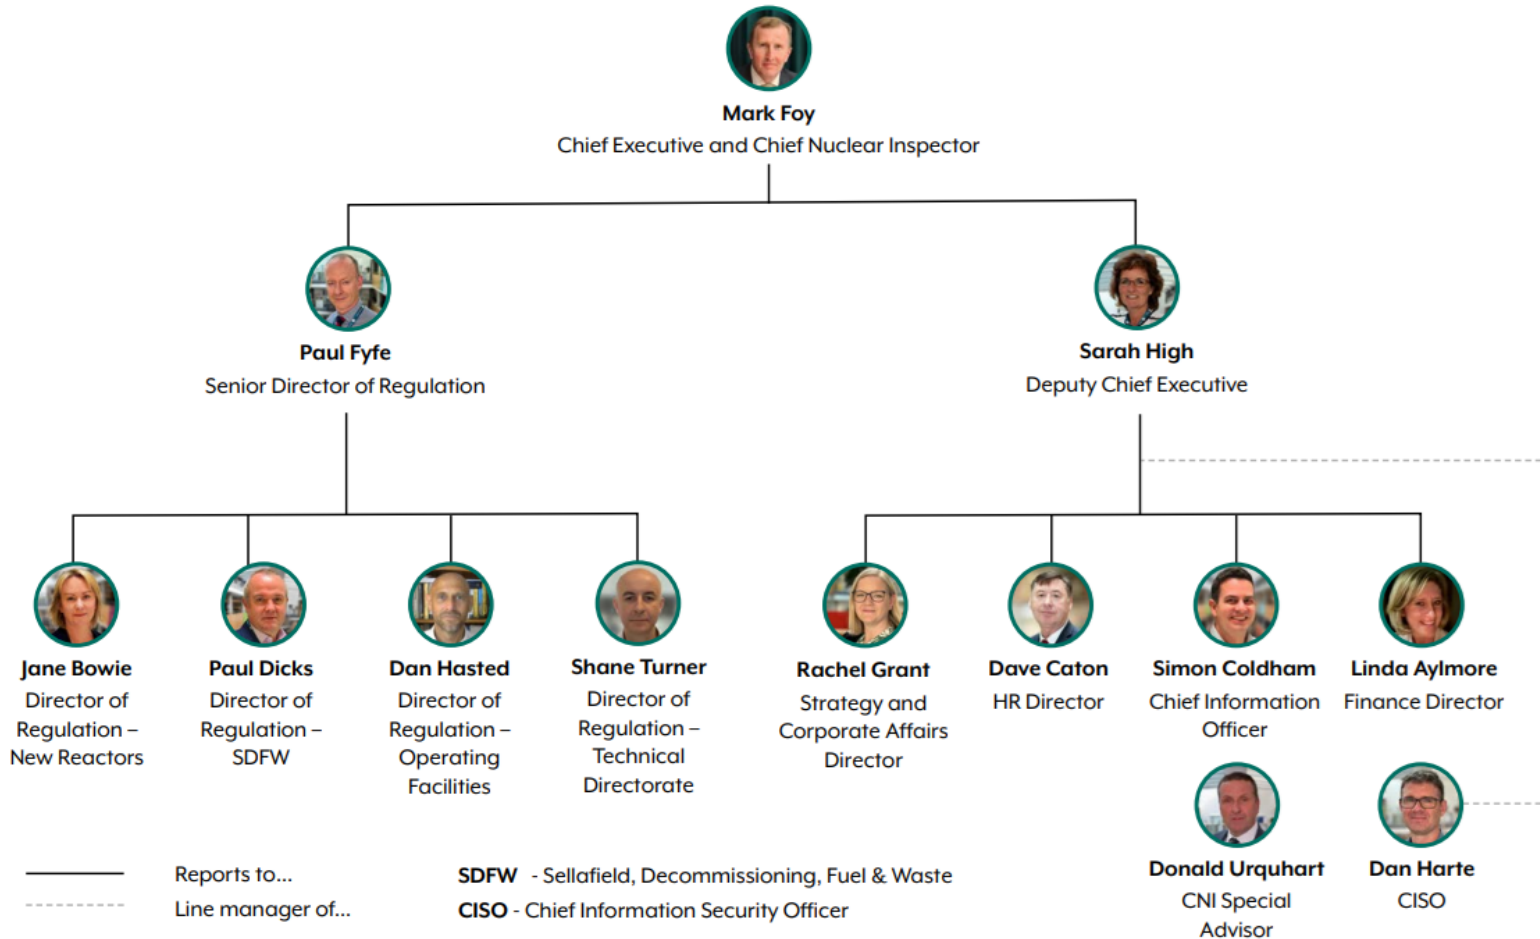 Mark Foy
Chief Executive and Chief Nuclear Inspector
Paul Fyfe
Senior Director of Regulation
Sarah High
Deputy Chief Executive
Jane Bowie
Director of
Regulation –
New Reactors
Paul Dicks
Director of
Regulation –
SDFW
Dan Hasted
Director of
Regulation –
Operating
Facilities
Shane Turner
Director of
Regulation –
Technical
Directorate
Rachel Grant
Strategy and
Corporate Affairs
Director
Dave Caton
HR Director
Simon Coldham
Chief Information
Officer
Linda Aylmore
Finance Director
Donald Urquhart
CNI Special
Advisor
Dan Harte
CISO
Reports to...
Line manager of...
SDFW - Sellafield, Decommissioning, Fuel & Waste
CISO - Chief Information Security Officer